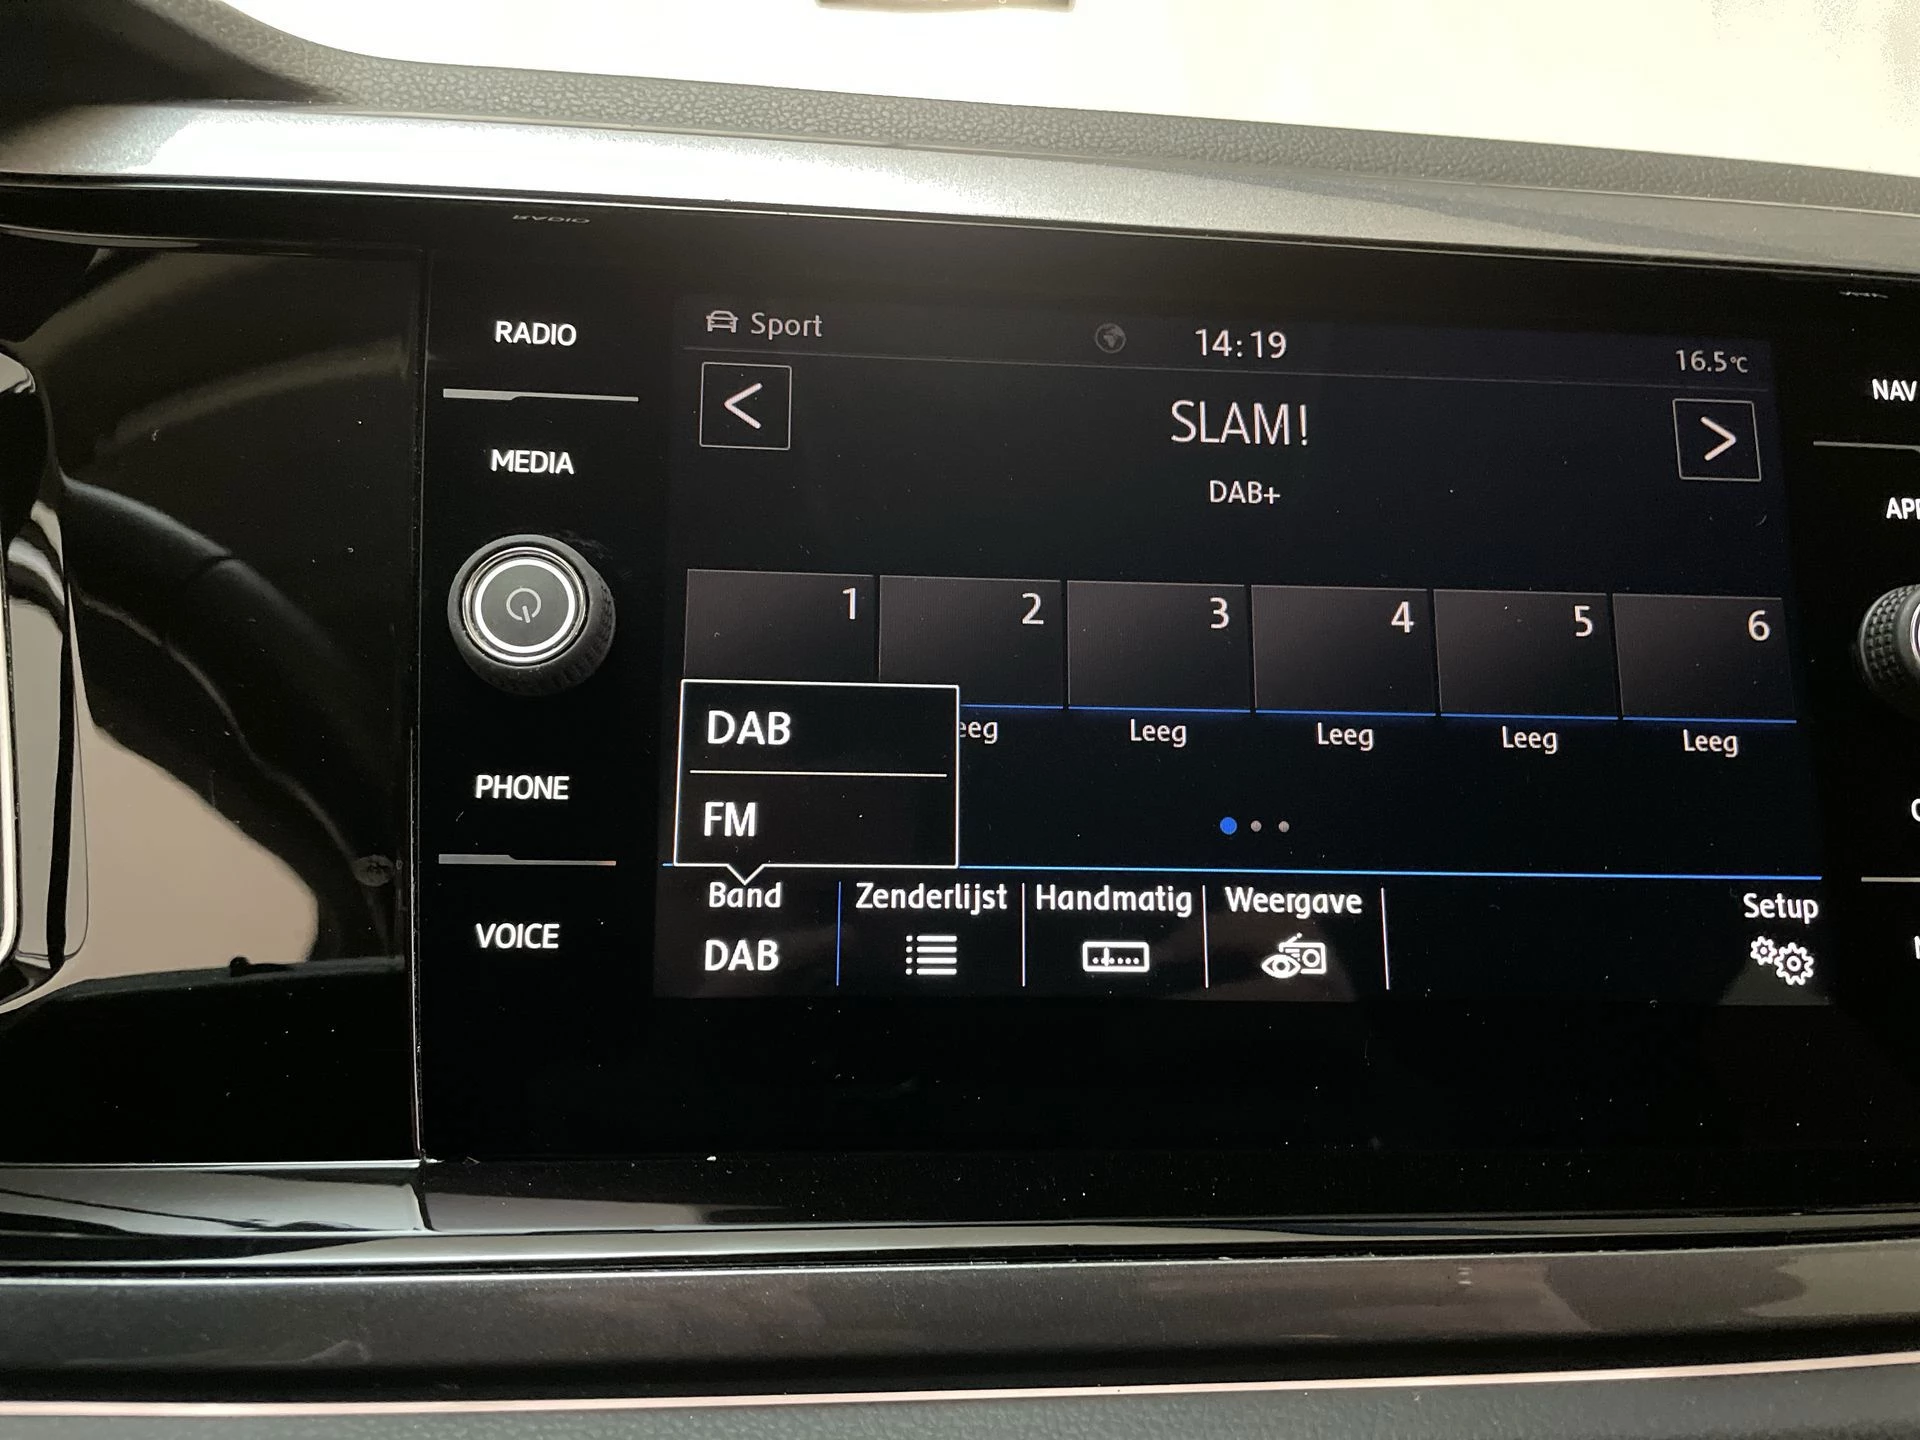 RADIO
MEDIA
PHONE
VOICE
Sport
14:19
16.5°C
SLAM!
DAB+
1 2 3 4 5 6
DAB
FM
eeg Leeg Leeg Leeg Leeg
Band Zenderlijst Handmatig Weergave Setup
DAB
NAV